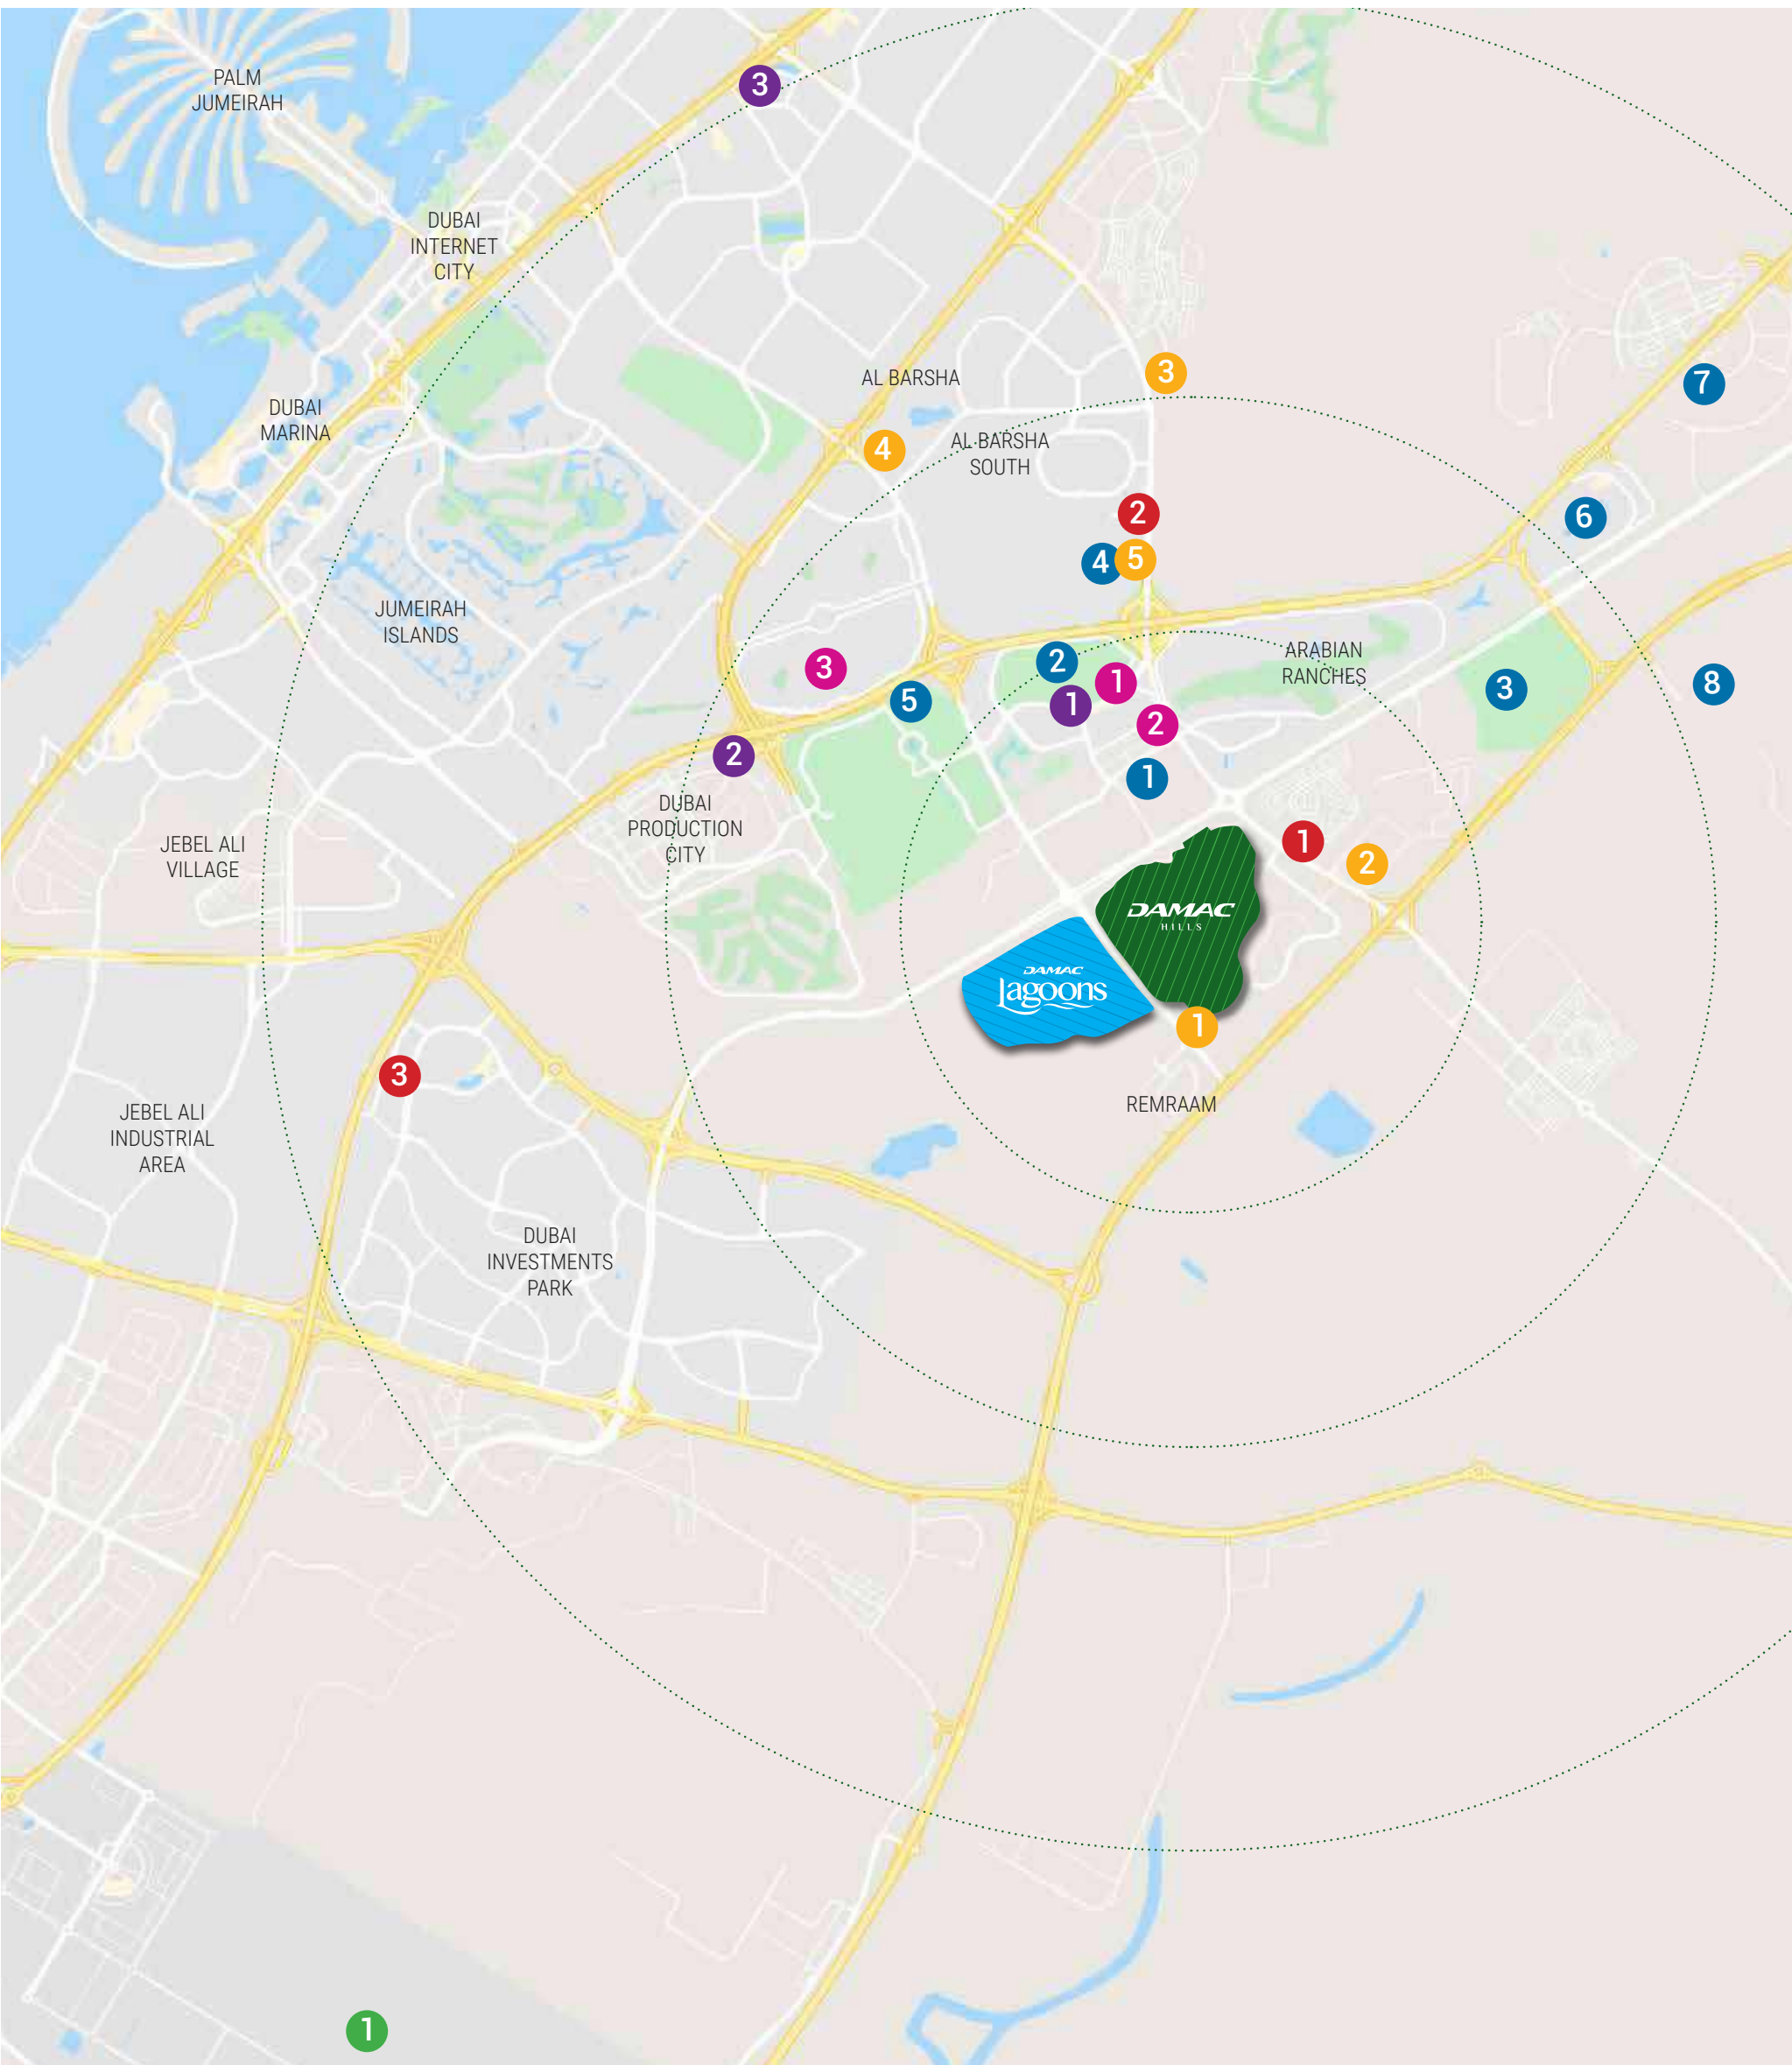 PALM
JUMEIRAH
3
DUBAI
INTERNET
CITY
AL BARSHA
3
7
DUBAI
MARINA
4
AL BARSHA
SOUTH
2
6
4
5
JUMEIRAH
ISLANDS
3
5
2
1
1
2
1
ARABIAN
RANCHES
3
8
2
DUBAI
PRODUCTION
CITY
JEBEL ALI
VILLAGE
1
2
DAMAC
HILLS
DAMAC
lagoons
1
3
REMRAAM
JEBEL ALI
INDUSTRIAL
AREA
DUBAI
INVESTMENTS
PARK
1